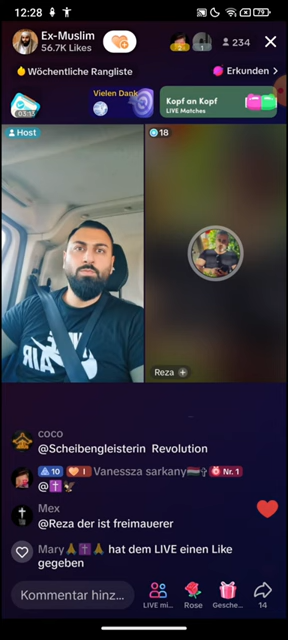 12:28
79
Ex-Muslim
56.7K Likes
1
234
Wöchentliche Rangliste
Erkunden >
03:13
Vielen Dank
Kopf an Kopf
LIVE Matches
Host
18
AIR
Reza
coco
@Scheibengleisterin Revolution
10
I
Vanessza sarkany
Nr. 1
@
Mex
@Reza der ist freimauerer
Mary hat dem LIVE einen Like
gegeben
Kommentar hinz...
LIVE mi...
Rose
Gesche...
14